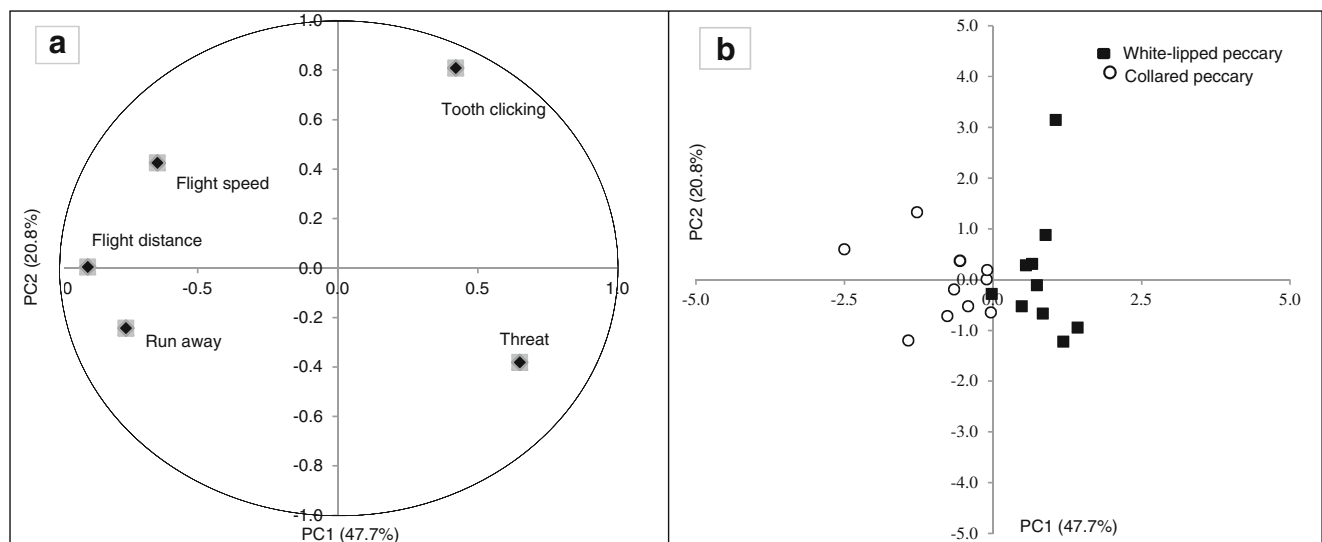 a
1.0
0.8
Tooth clicking
0.6
0.4
Flight speed
0.2
Flight distance
0.0
0
-0.5
0.5
1.0
-0.2
Run away
Threat
-0.4
-0.6
-0.8
-1.0
PC1 (47.7%)
PC2 (20.8%)
b
5.0
White-lipped peccary
Collared peccary
4.0
3.0
2.0
1.0
0.0
-5.0
-2.5
0.0
2.5
5.0
-1.0
-2.0
-3.0
-4.0
-5.0
PC1 (47.7%)
PC2 (20.8%)